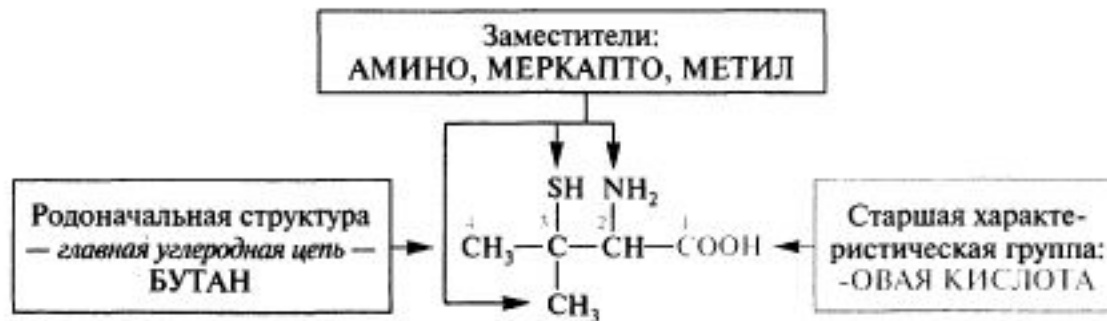 Заместители:
АМИНО, МЕРКАПТО, МЕТИЛ
Родоначальная структура
— главная углеродная цепь —
БУТАН
SH NH₂
4 3 2 1
CH₃—C—CH—COOH
CH₃
Старшая характе-
ристическая группа:
-ОВАЯ КИСЛОТА